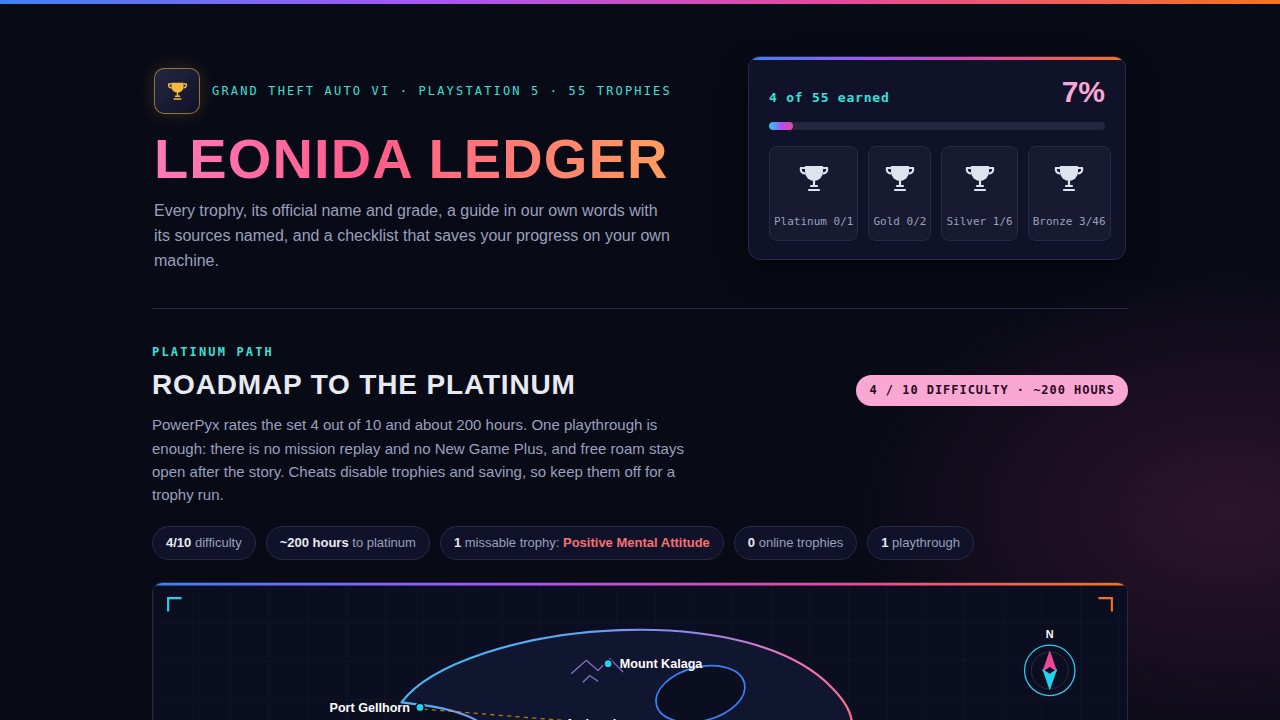 GRAND THEFT AUTO VI · PLAYSTATION 5 · 55 TROPHIES
LEONIDA LEDGER
Every trophy, its official name and grade, a guide in our own words with
its sources named, and a checklist that saves your progress on your own
machine.
4 of 55 earned
7%
Platinum 0/1
Gold 0/2
Silver 1/6
Bronze 3/46
PLATINUM PATH
ROADMAP TO THE PLATINUM
4 / 10 DIFFICULTY · ~200 HOURS
PowerPyx rates the set 4 out of 10 and about 200 hours. One playthrough is
enough: there is no mission replay and no New Game Plus, and free roam stays
open after the story. Cheats disable trophies and saving, so keep them off for a
trophy run.
4/10 difficulty
~200 hours to platinum
1 missable trophy: Positive Mental Attitude
0 online trophies
1 playthrough
N
Mount Kalaga
Port Gellhorn